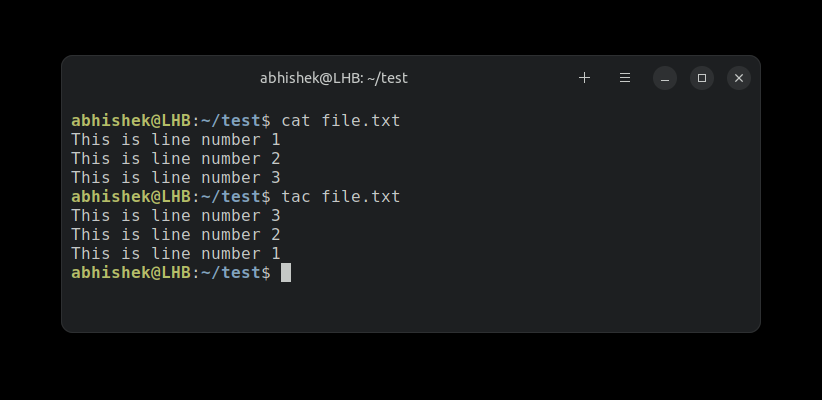 abhishek@LHB: ~/test
abhishek@LHB:~/test$ cat file.txt
This is line number 1
This is line number 2
This is line number 3
abhishek@LHB:~/test$ tac file.txt
This is line number 3
This is line number 2
This is line number 1
abhishek@LHB:~/test$